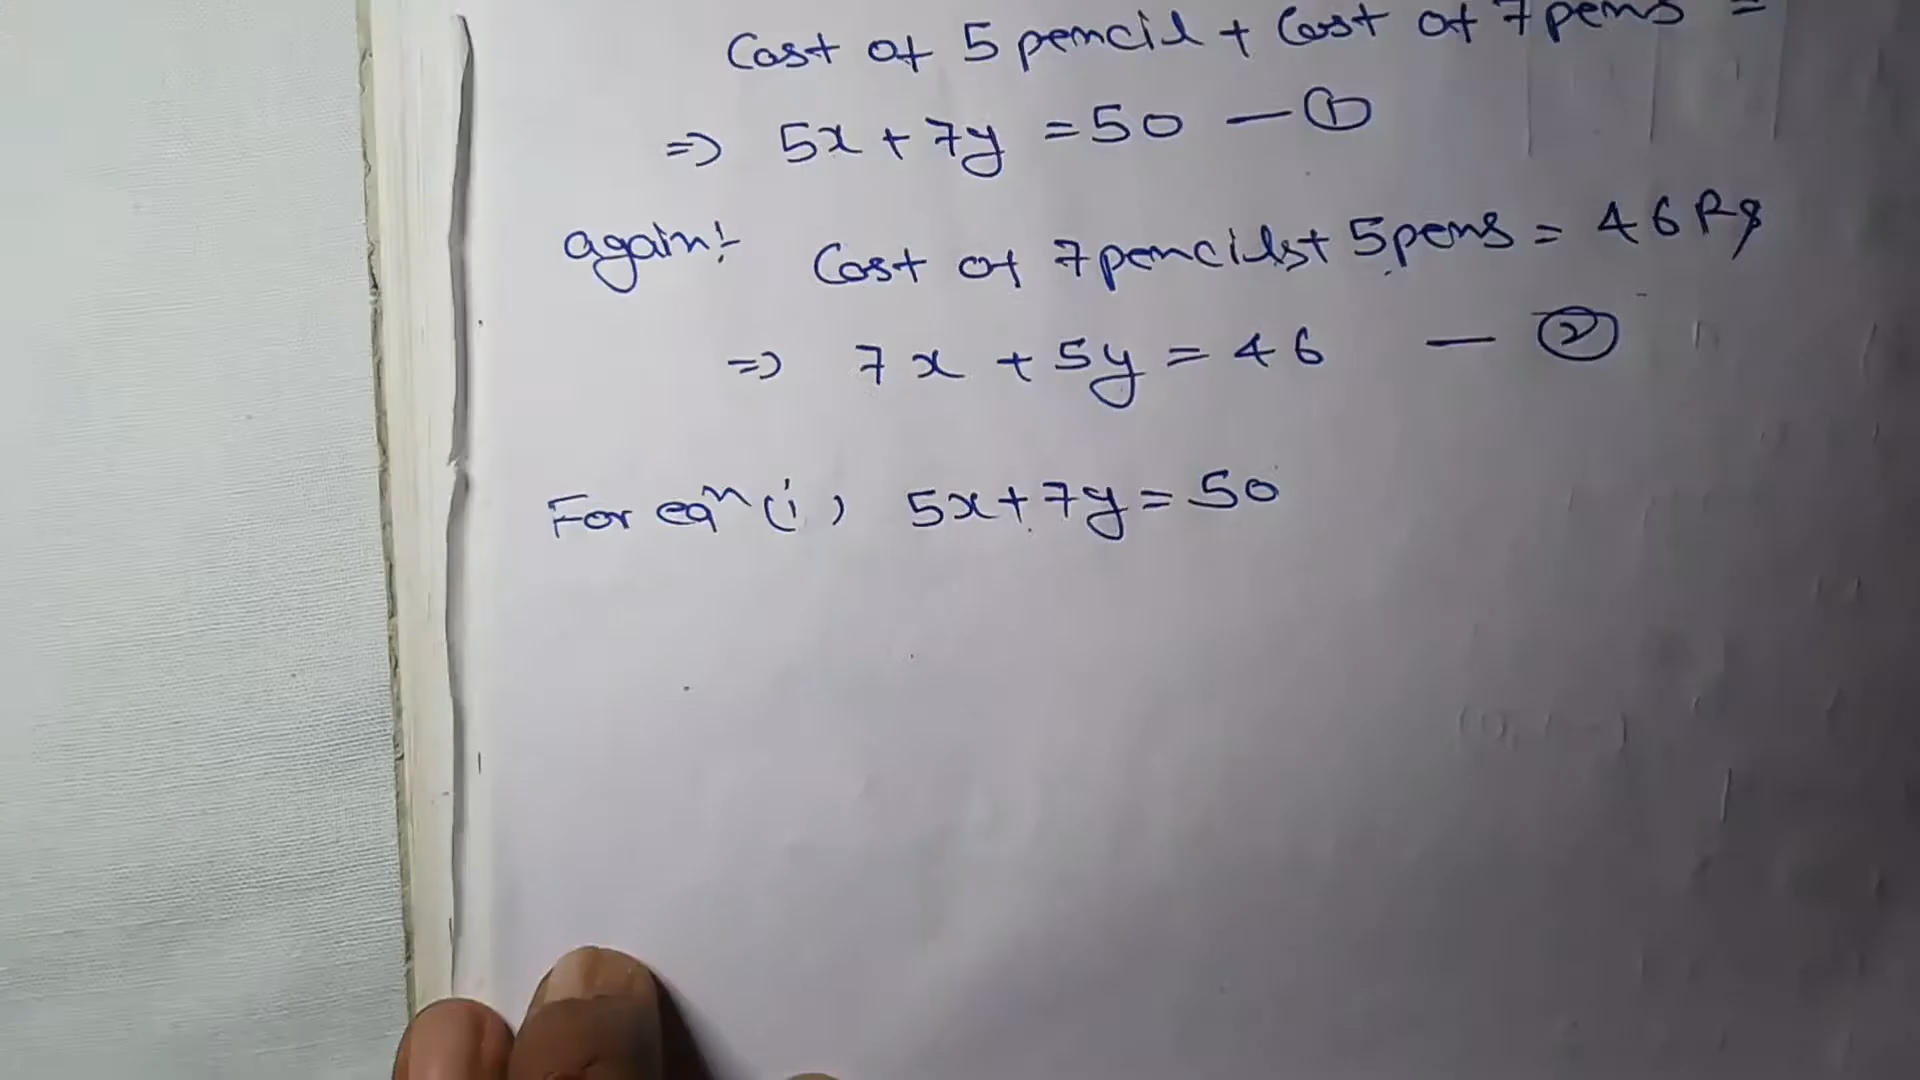 Cost of 5 pencil + Cost of 7 pens =
=> 5x + 7y = 50 — ①
again:- Cost of 7 pencils + 5 pens = 46 Rs
=> 7x + 5y = 46 — ②
For eqⁿ (i) 5x + 7y = 50